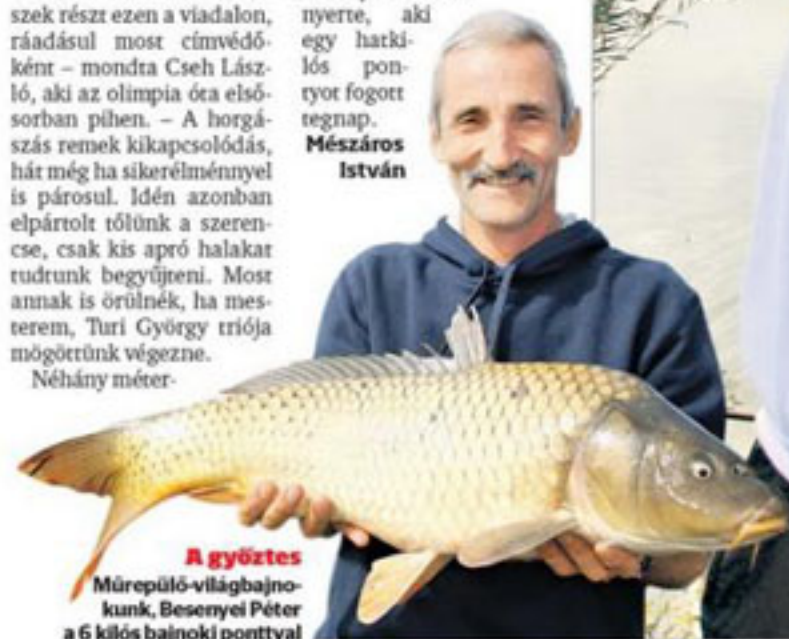 szek részt ezen a viadalon,
ráadásul most címvédő-
ként – mondta Cseh Lász-
ló, aki az olimpia óta első-
sorban pihen. – A horgá-
szás remek kikapcsolódás,
hát még ha sikerélménnyel
is párosul. Idén azonban
elpártolt tőlünk a szeren-
cse, csak kis apró halakat
tudtunk begyűjteni. Most
annak is örülnék, ha mes-
terem, Turi György triója
mögöttünk végezne.
Néhány méter-
nyerte, aki
egy hatki-
lós pon-
tyot fogott
tegnap.
Mészáros
István
A győztes
Műrepülő-világbajno-
kunk, Besenyei Péter
a 6 kilós bajnoki ponttyal